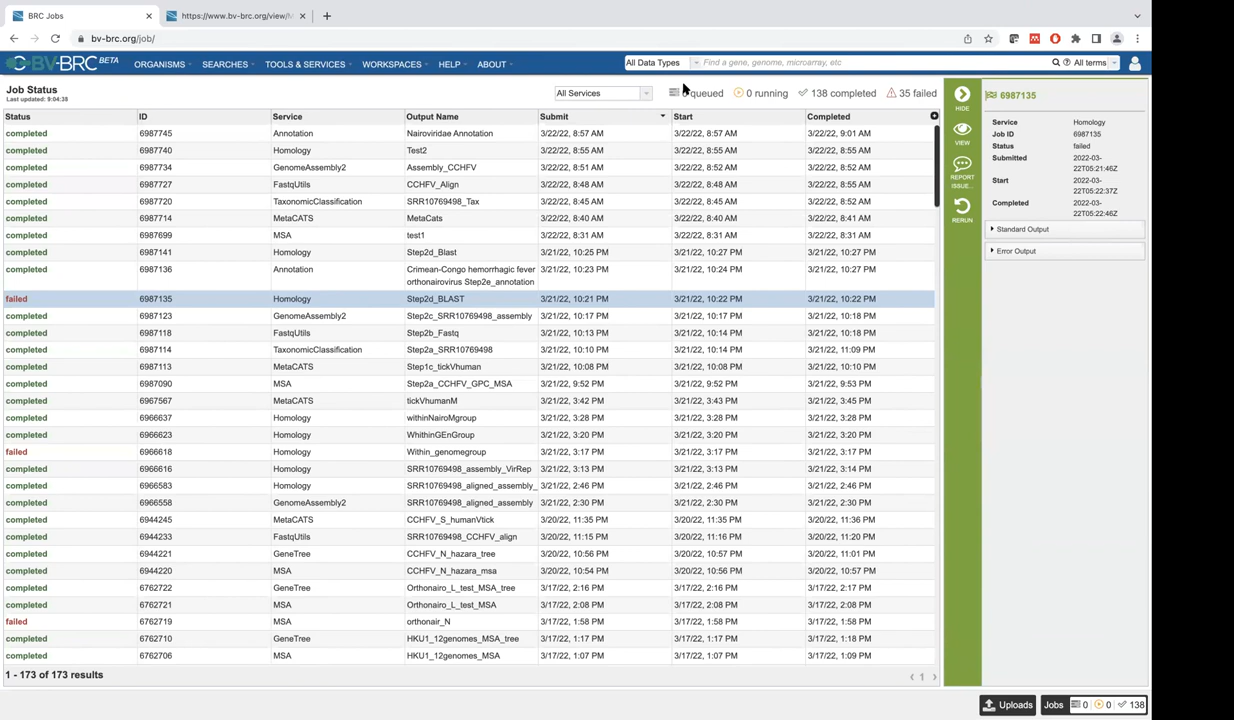 BRC Jobs
https://www.bv-brc.org/view/M
bv-brc.org/job/
BV-BRC BETA
ORGANISMS
SEARCHES
TOOLS & SERVICES
WORKSPACES
HELP
ABOUT
All Data Types
Find a gene, genome, microarray, etc
All terms
Job Status
Last updated: 9:04:38
All Services
queued
0 running
138 completed
35 failed
Status ID Service Output Name Submit Start Completed
completed 6987745 Annotation Nairoviridae Annotation 3/22/22, 8:57 AM 3/22/22, 8:57 AM 3/22/22, 9:01 AM
completed 6987740 Homology Test2 3/22/22, 8:55 AM 3/22/22, 8:55 AM 3/22/22, 8:55 AM
completed 6987734 GenomeAssembly2 Assembly_CCHFV 3/22/22, 8:51 AM 3/22/22, 8:52 AM 3/22/22, 8:52 AM
completed 6987727 FastqUtils CCHFV_Align 3/22/22, 8:48 AM 3/22/22, 8:48 AM 3/22/22, 8:55 AM
completed 6987720 TaxonomicClassification SRR10769498_Tax 3/22/22, 8:45 AM 3/22/22, 8:45 AM 3/22/22, 8:52 AM
completed 6987714 MetaCATS MetaCats 3/22/22, 8:40 AM 3/22/22, 8:40 AM 3/22/22, 8:41 AM
completed 6987699 MSA test1 3/22/22, 8:31 AM 3/22/22, 8:31 AM 3/22/22, 8:31 AM
completed 6987141 Homology Step2d_Blast 3/21/22, 10:25 PM 3/21/22, 10:27 PM 3/21/22, 10:27 PM
completed 6987136 Annotation Crimean-Congo hemorrhagic fever 3/21/22, 10:23 PM 3/21/22, 10:24 PM 3/21/22, 10:27 PM
orthonairovirus Step2e_annotation
failed 6987135 Homology Step2d_BLAST 3/21/22, 10:21 PM 3/21/22, 10:22 PM 3/21/22, 10:22 PM
completed 6987123 GenomeAssembly2 Step2c_SRR10769498_assembly 3/21/22, 10:17 PM 3/21/22, 10:17 PM 3/21/22, 10:18 PM
completed 6987118 FastqUtils Step2b_Fastq 3/21/22, 10:13 PM 3/21/22, 10:14 PM 3/21/22, 10:18 PM
completed 6987114 TaxonomicClassification Step2a_SRR10769498 3/21/22, 10:10 PM 3/21/22, 10:14 PM 3/21/22, 11:09 PM
completed 6987113 MetaCATS Step1c_tickVhuman 3/21/22, 10:08 PM 3/21/22, 10:08 PM 3/21/22, 10:10 PM
completed 6987090 MSA Step2a_CCHFV_GPC_MSA 3/21/22, 9:52 PM 3/21/22, 9:52 PM 3/21/22, 9:53 PM
completed 6967567 MetaCATS tickVhumanM 3/21/22, 3:42 PM 3/21/22, 3:43 PM 3/21/22, 3:45 PM
completed 6966637 Homology withinNairoMgroup 3/21/22, 3:28 PM 3/21/22, 3:28 PM 3/21/22, 3:28 PM
completed 6966623 Homology WhithinGEnGroup 3/21/22, 3:20 PM 3/21/22, 3:20 PM 3/21/22, 3:20 PM
failed 6966618 Homology Within_genomegroup 3/21/22, 3:17 PM 3/21/22, 3:17 PM 3/21/22, 3:17 PM
completed 6966616 Homology SRR10769498_assembly_VirRep 3/21/22, 3:13 PM 3/21/22, 3:13 PM 3/21/22, 3:14 PM
completed 6966583 Homology SRR10769498_aligned_assembly_ 3/21/22, 2:46 PM 3/21/22, 2:46 PM 3/21/22, 2:46 PM
completed 6966558 GenomeAssembly2 SRR10769498_aligned_assembly 3/21/22, 2:30 PM 3/21/22, 2:30 PM 3/21/22, 2:30 PM
completed 6944245 MetaCATS CCHFV_S_humanVtick 3/20/22, 11:35 PM 3/20/22, 11:35 PM 3/20/22, 11:36 PM
completed 6944233 FastqUtils SRR10769498_CCHFV_align 3/20/22, 11:15 PM 3/20/22, 11:16 PM 3/20/22, 11:20 PM
completed 6944221 GeneTree CCHFV_N_hazara_tree 3/20/22, 10:56 PM 3/20/22, 10:57 PM 3/20/22, 11:01 PM
completed 6944220 MSA CCHFV_N_hazara_msa 3/20/22, 10:54 PM 3/20/22, 10:56 PM 3/20/22, 10:57 PM
completed 6762722 GeneTree Orthonairo_L_test_MSA_tree 3/17/22, 2:16 PM 3/17/22, 2:16 PM 3/17/22, 2:17 PM
completed 6762721 MSA Orthonairo_L_test_MSA 3/17/22, 2:08 PM 3/17/22, 2:08 PM 3/17/22, 2:11 PM
failed 6762719 MSA orthonair_N 3/17/22, 1:58 PM 3/17/22, 1:58 PM 3/17/22, 1:58 PM
completed 6762710 GeneTree HKU1_12genomes_MSA_tree 3/17/22, 1:17 PM 3/17/22, 1:17 PM 3/17/22, 1:18 PM
completed 6762706 MSA HKU1_12genomes_MSA 3/17/22, 1:07 PM 3/17/22, 1:07 PM 3/17/22, 1:09 PM
1 - 173 of 173 results
1
HIDE
VIEW
REPORT
ISSUE...
RERUN
6987135
Service Homology
Job ID 6987135
Status failed
Submitted 2022-03-
22T05:21:46Z
Start 2022-03-
22T05:22:37Z
Completed 2022-03-
22T05:22:46Z
Standard Output
Error Output
Uploads
Jobs 0 0 138